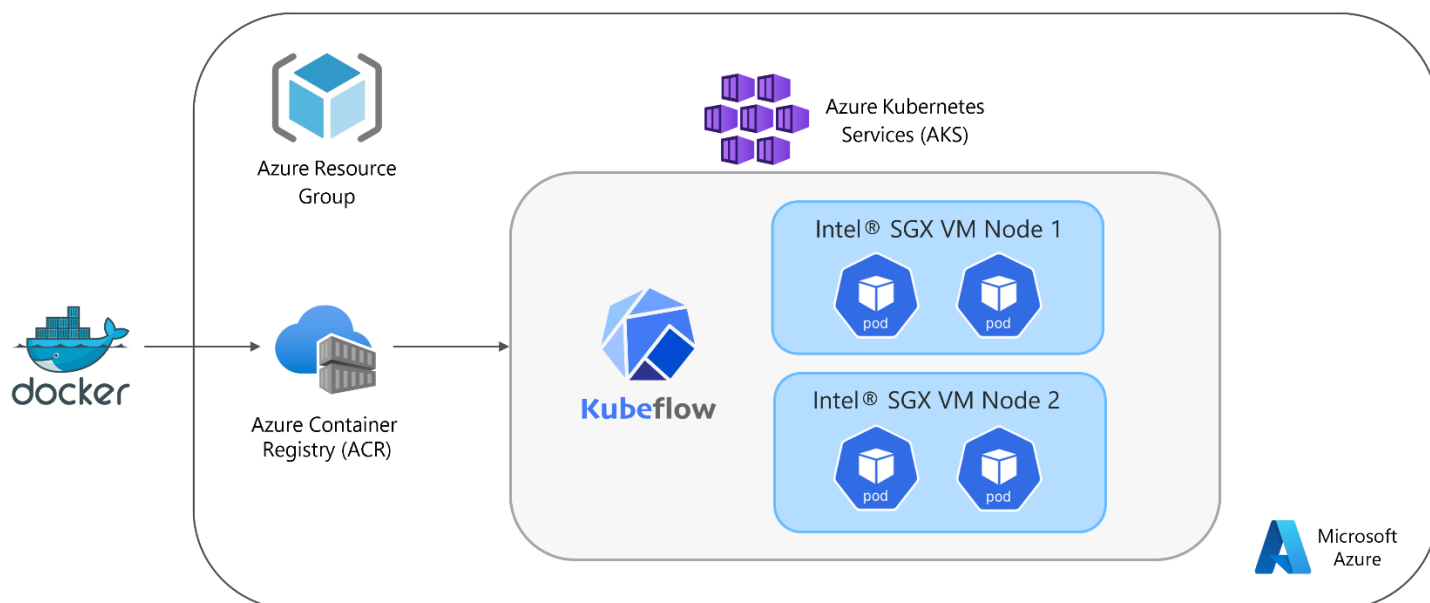 Azure Resource
Group
Azure Kubernetes
Services (AKS)
Intel® SGX VM Node 1
pod
pod
docker
Azure Container
Registry (ACR)
Kubeflow
Intel® SGX VM Node 2
pod
pod
Microsoft
Azure